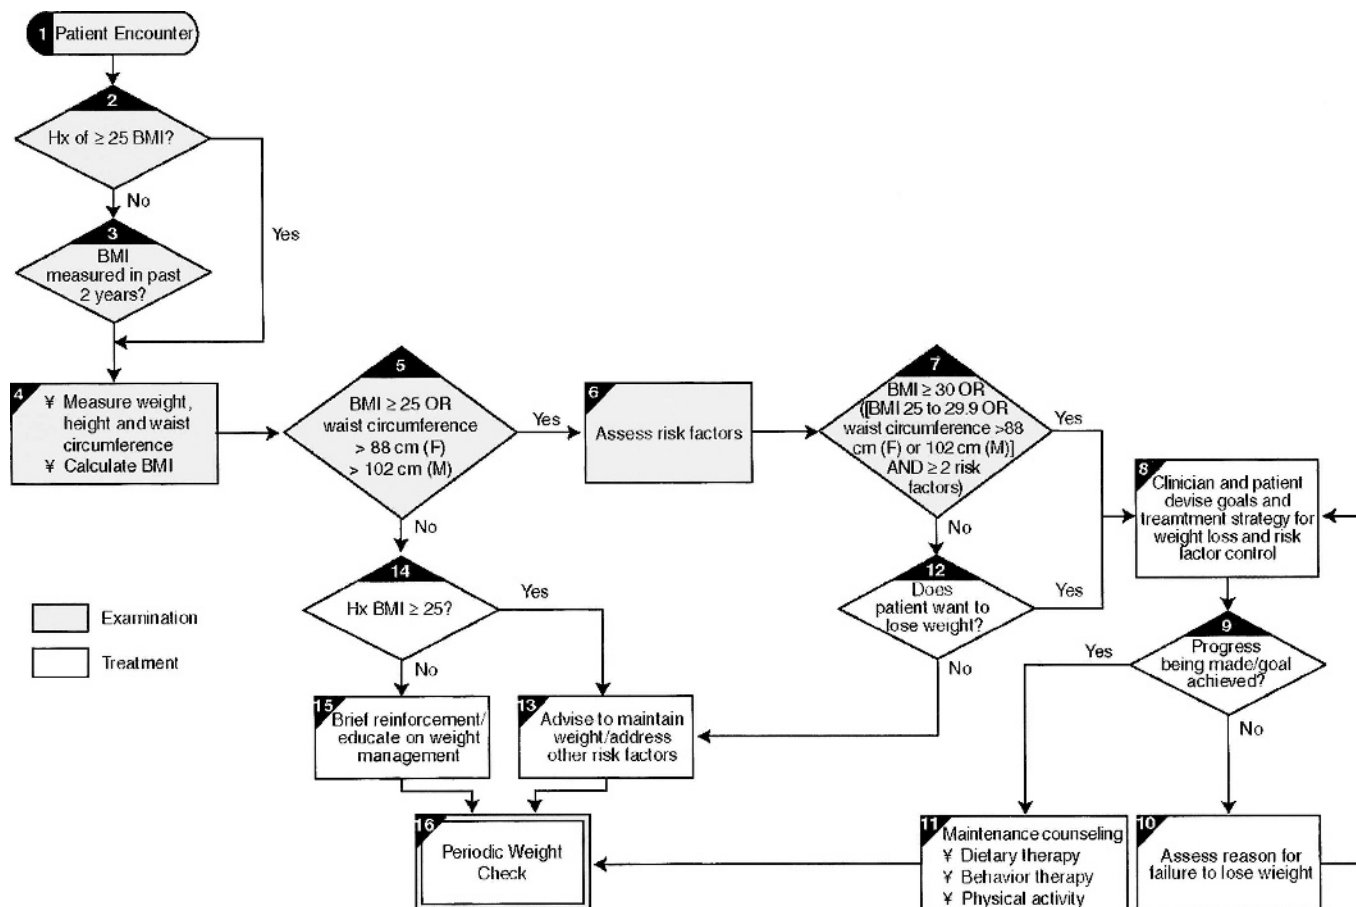 1 Patient Encounter
2
Hx of ≥ 25 BMI?
No
Yes
3
BMI
measured in past
2 years?
4
¥ Measure weight,
height and waist
circumference
¥ Calculate BMI
5
BMI ≥ 25 OR
waist circumference
> 88 cm (F)
> 102 cm (M)
Yes
No
6
Assess risk factors
7
BMI ≥ 30 OR
([BMI 25 to 29.9 OR
waist circumference >88
cm (F) or 102 cm (M)]
AND ≥ 2 risk
factors)
Yes
No
8
Clinician and patient
devise goals and
treamtment strategy for
weight loss and risk
factor control
9
Progress
being made/goal
achieved?
Yes
No
10
Assess reason for
failure to lose wieight
11
Maintenance counseling
¥ Dietary therapy
¥ Behavior therapy
¥ Physical activity
12
Does
patient want to
lose weight?
Yes
No
13
Advise to maintain
weight/address
other risk factors
14
Hx BMI ≥ 25?
Yes
No
15
Brief reinforcement/
educate on weight
management
16
Periodic Weight
Check
Examination
Treatment